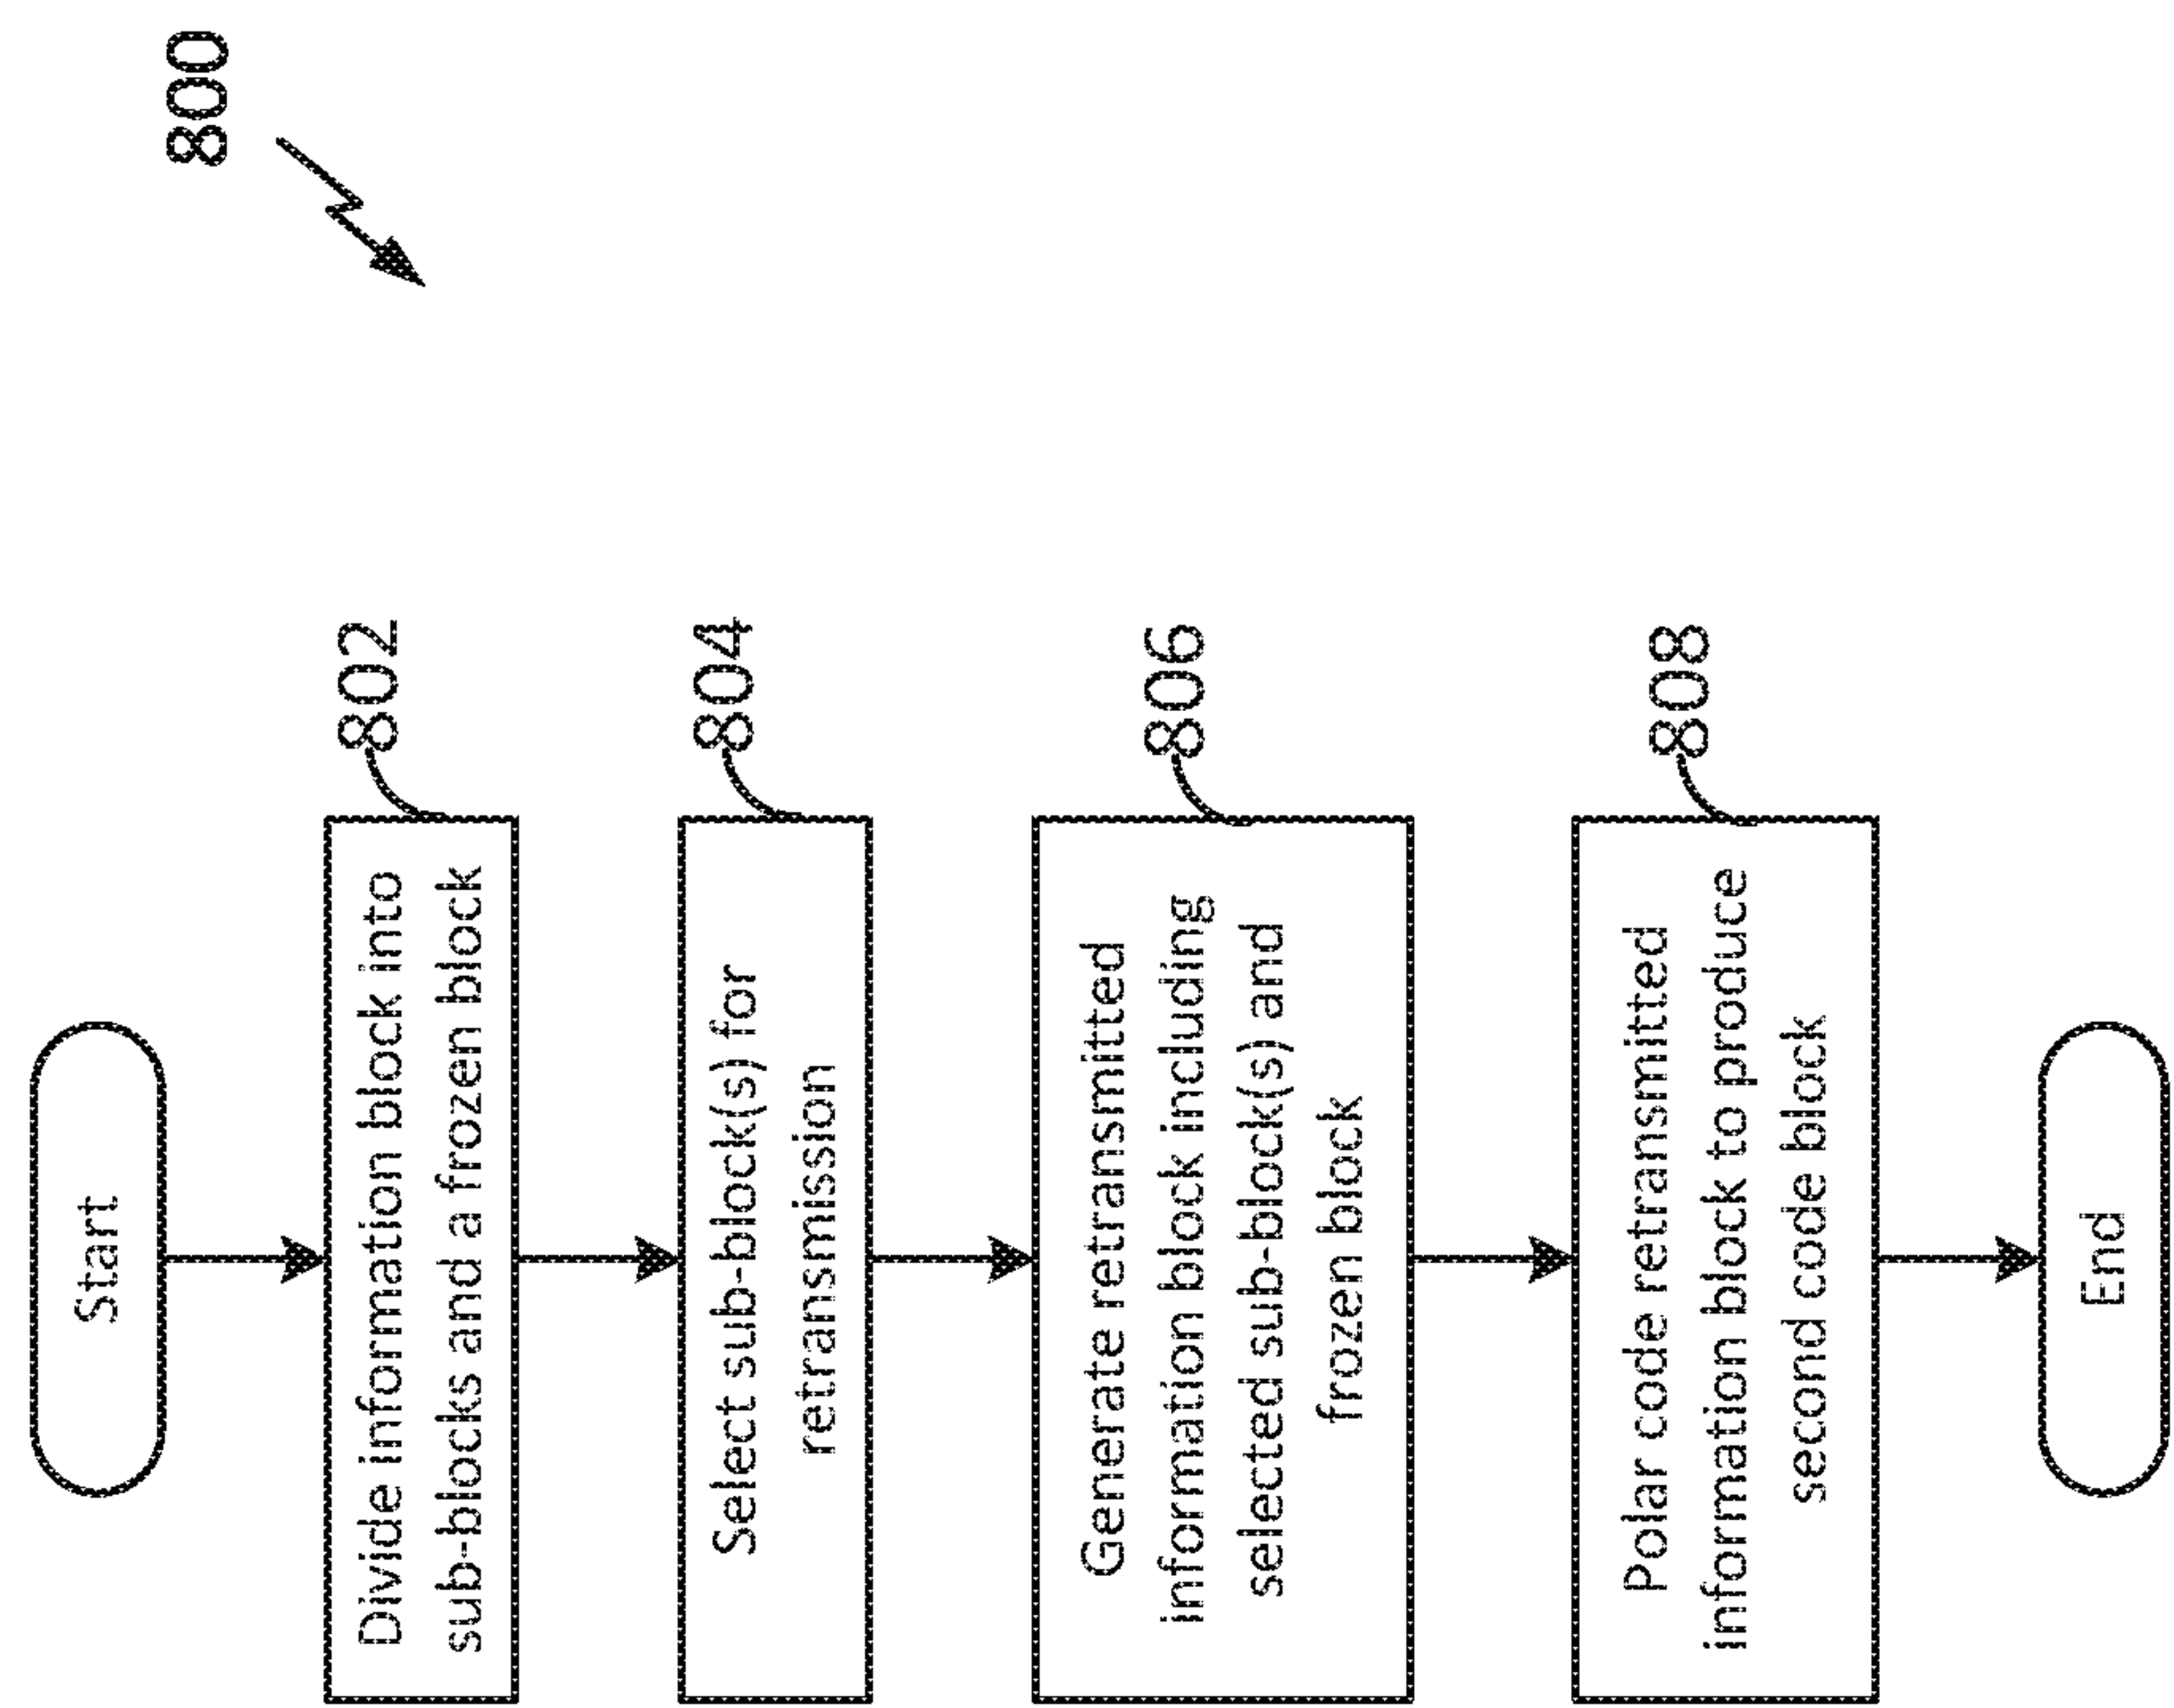 800
Start
Divide information block into
sub-blocks and a frozen block
802
Select sub-block(s) for
retransmission
804
Generate retransmitted
information block including
selected sub-block(s) and
frozen block
806
Polar code retransmitted
information block to produce
second code block
808
End